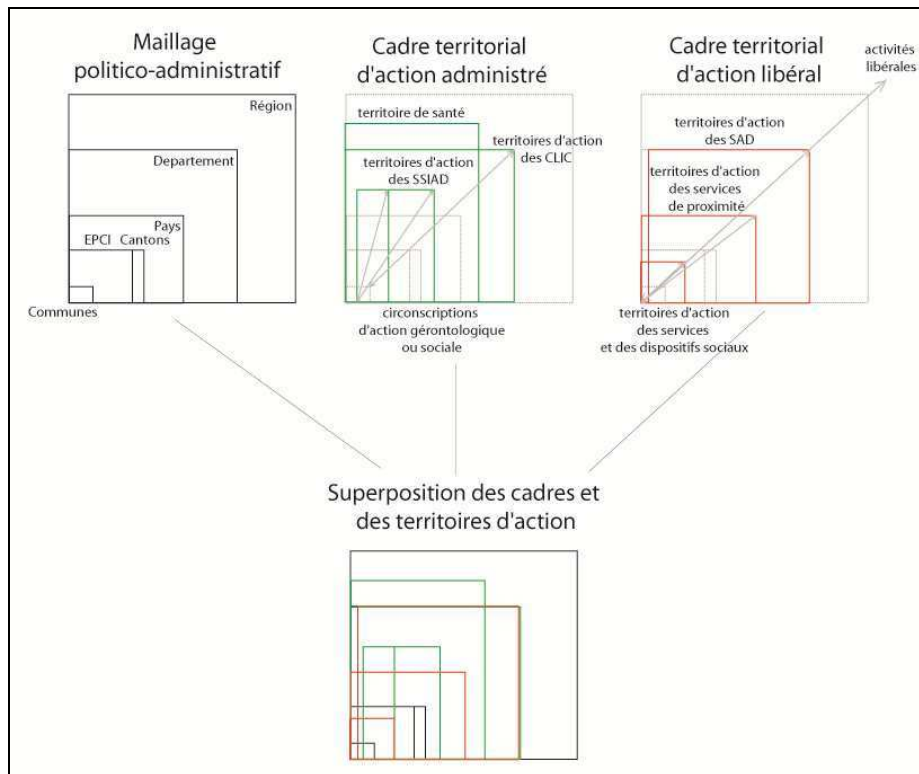 Maillage
politico-administratif
Région
Departement
Pays
EPCI Cantons
Communes
Cadre territorial
d'action administré
territoire de santé
territoires d'action
des CLIC
territoires d'action
des SSIAD
circonscriptions
d'action gérontologique
ou sociale
Cadre territorial
d'action libéral
activités
libérales
territoires d'action
des SAD
territoires d'action
des services
de proximité
territoires d'action
des services
et des dispositifs sociaux
Superposition des cadres et
des territoires d'action